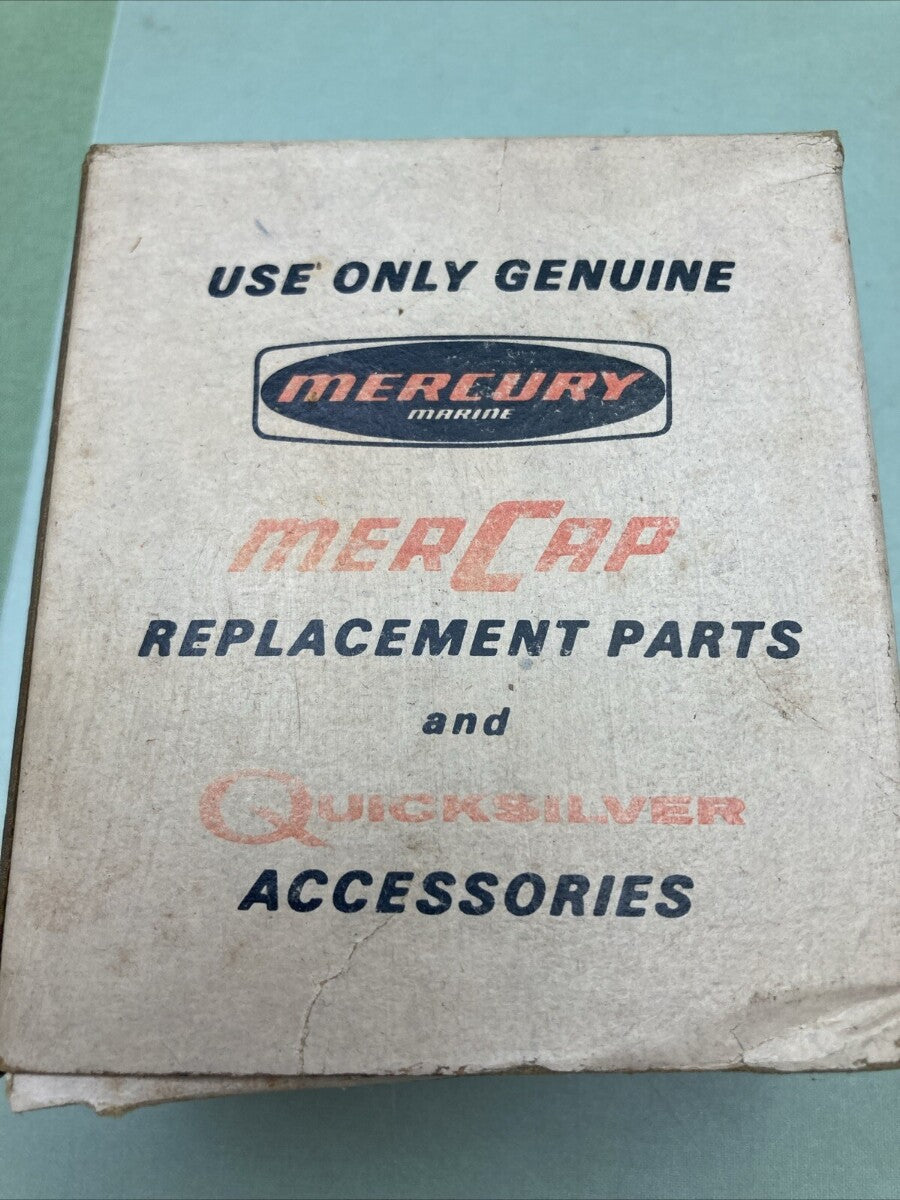 USE ONLY GENUINE
MERCURY
MARINE
MERCAP
REPLACEMENT PARTS
and
QUICKSILVER
ACCESSORIES